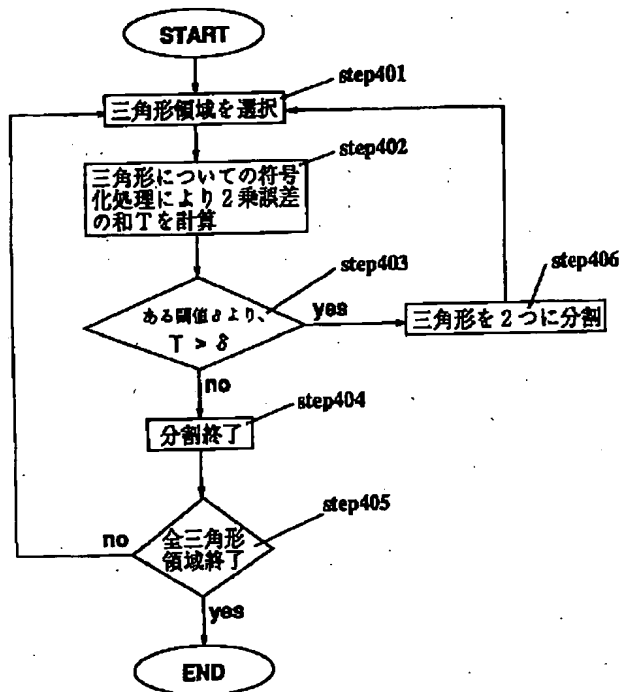 START
step401
三角形領域を選択
step402
三角形についての符号
化処理により2乗誤差
の和Tを計算
step403
ある閾値δより、
T > δ
yes
step406
三角形を2つに分割
no
step404
分割終了
step405
全三角形
領域終了
no
yes
END